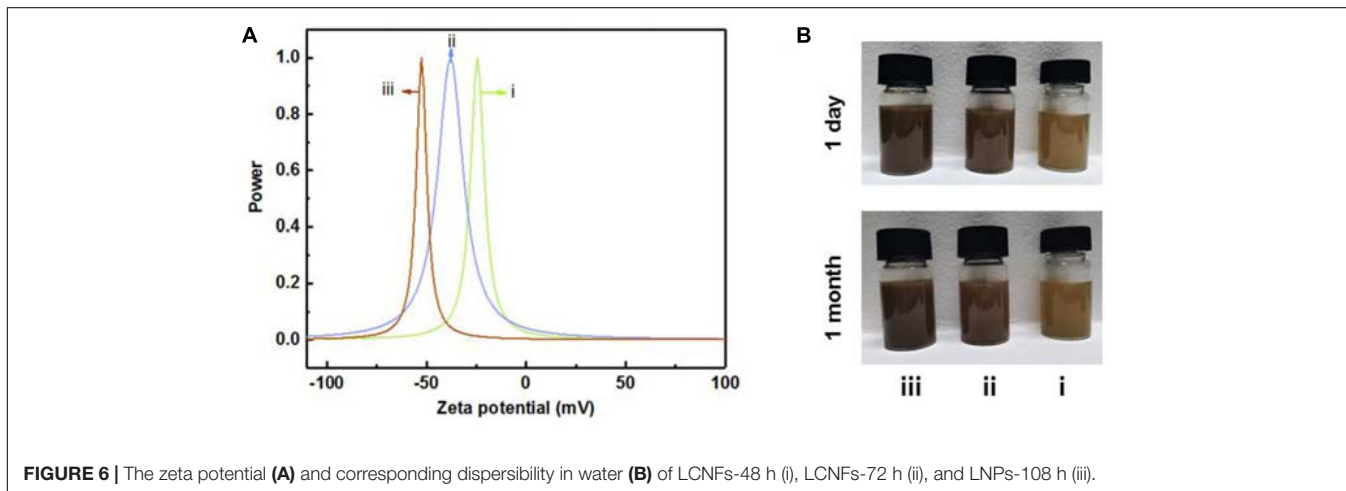 A
ii
iii
i
1.0
0.8
0.6
0.4
0.2
0.0
Power
-100
-50
0
50
100
Zeta potential (mV)
B
1 day
1 month
iii
ii
i
FIGURE 6 | The zeta potential (A) and corresponding dispersibility in water (B) of LCNFs-48 h (i), LCNFs-72 h (ii), and LNPs-108 h (iii).